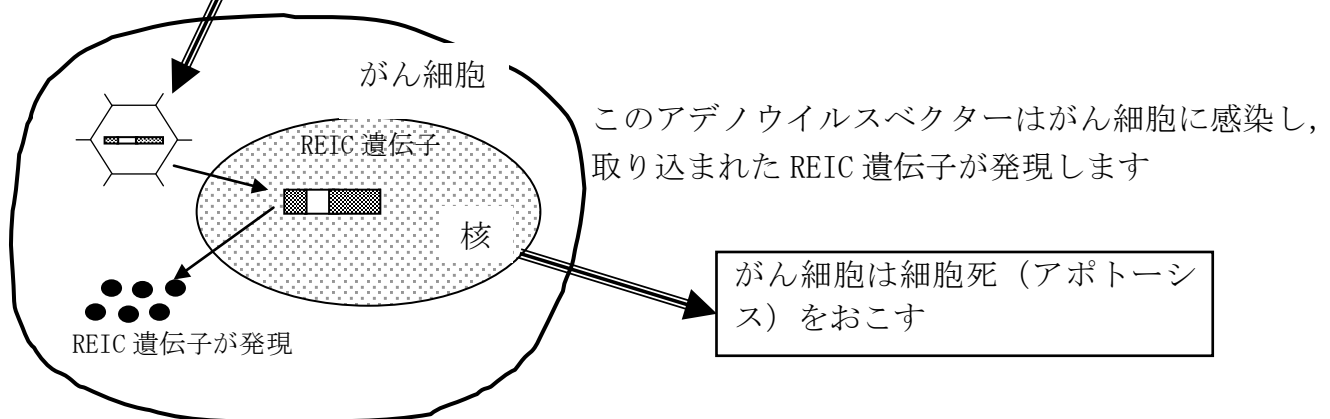 がん細胞
REIC 遺伝子
核
REIC 遺伝子が発現
このアデノウイルスベクターはがん細胞に感染し,
取り込まれた REIC 遺伝子が発現します
がん細胞は細胞死（アポトーシ
ス）をおこす